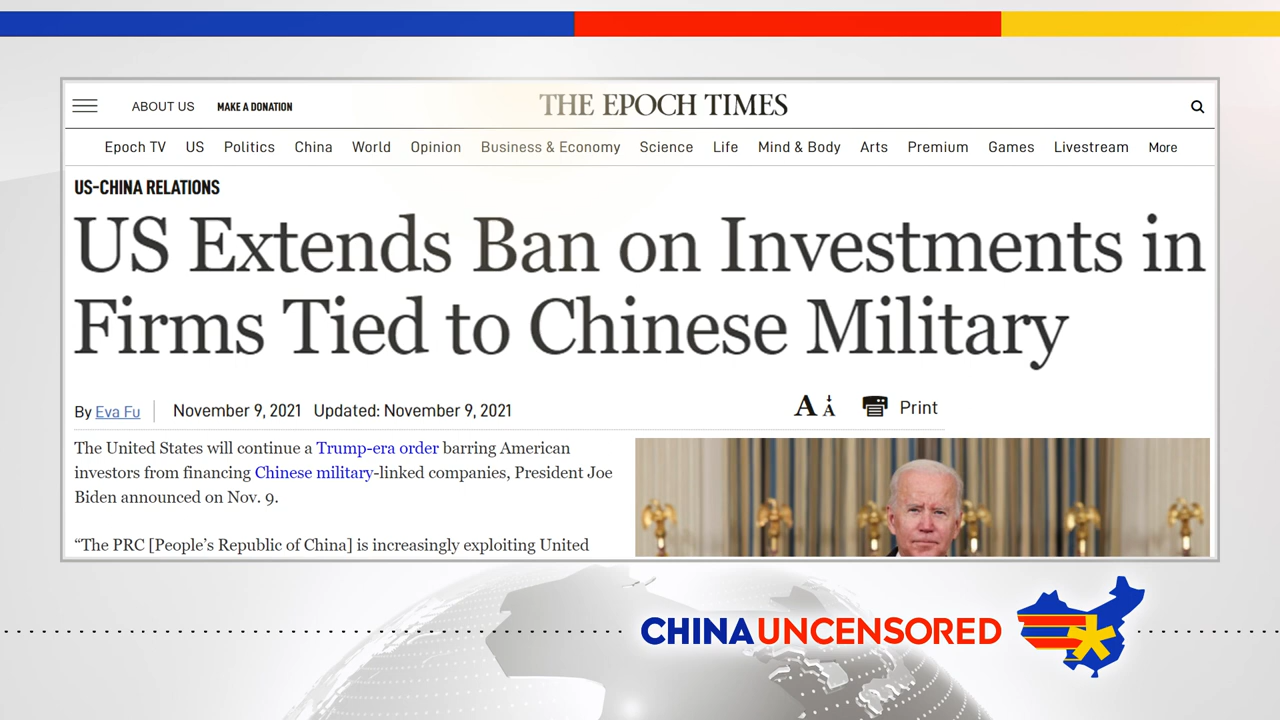 ABOUT US MAKE A DONATION THE EPOCH TIMES
Epoch TV US Politics China World Opinion Business & Economy Science Life Mind & Body Arts Premium Games Livestream More
US-CHINA RELATIONS
US Extends Ban on Investments in
Firms Tied to Chinese Military
By Eva Fu November 9, 2021 Updated: November 9, 2021 A A Print
The United States will continue a Trump-era order barring American
investors from financing Chinese military-linked companies, President Joe
Biden announced on Nov. 9.
“The PRC [People’s Republic of China] is increasingly exploiting United
CHINA UNCENSORED